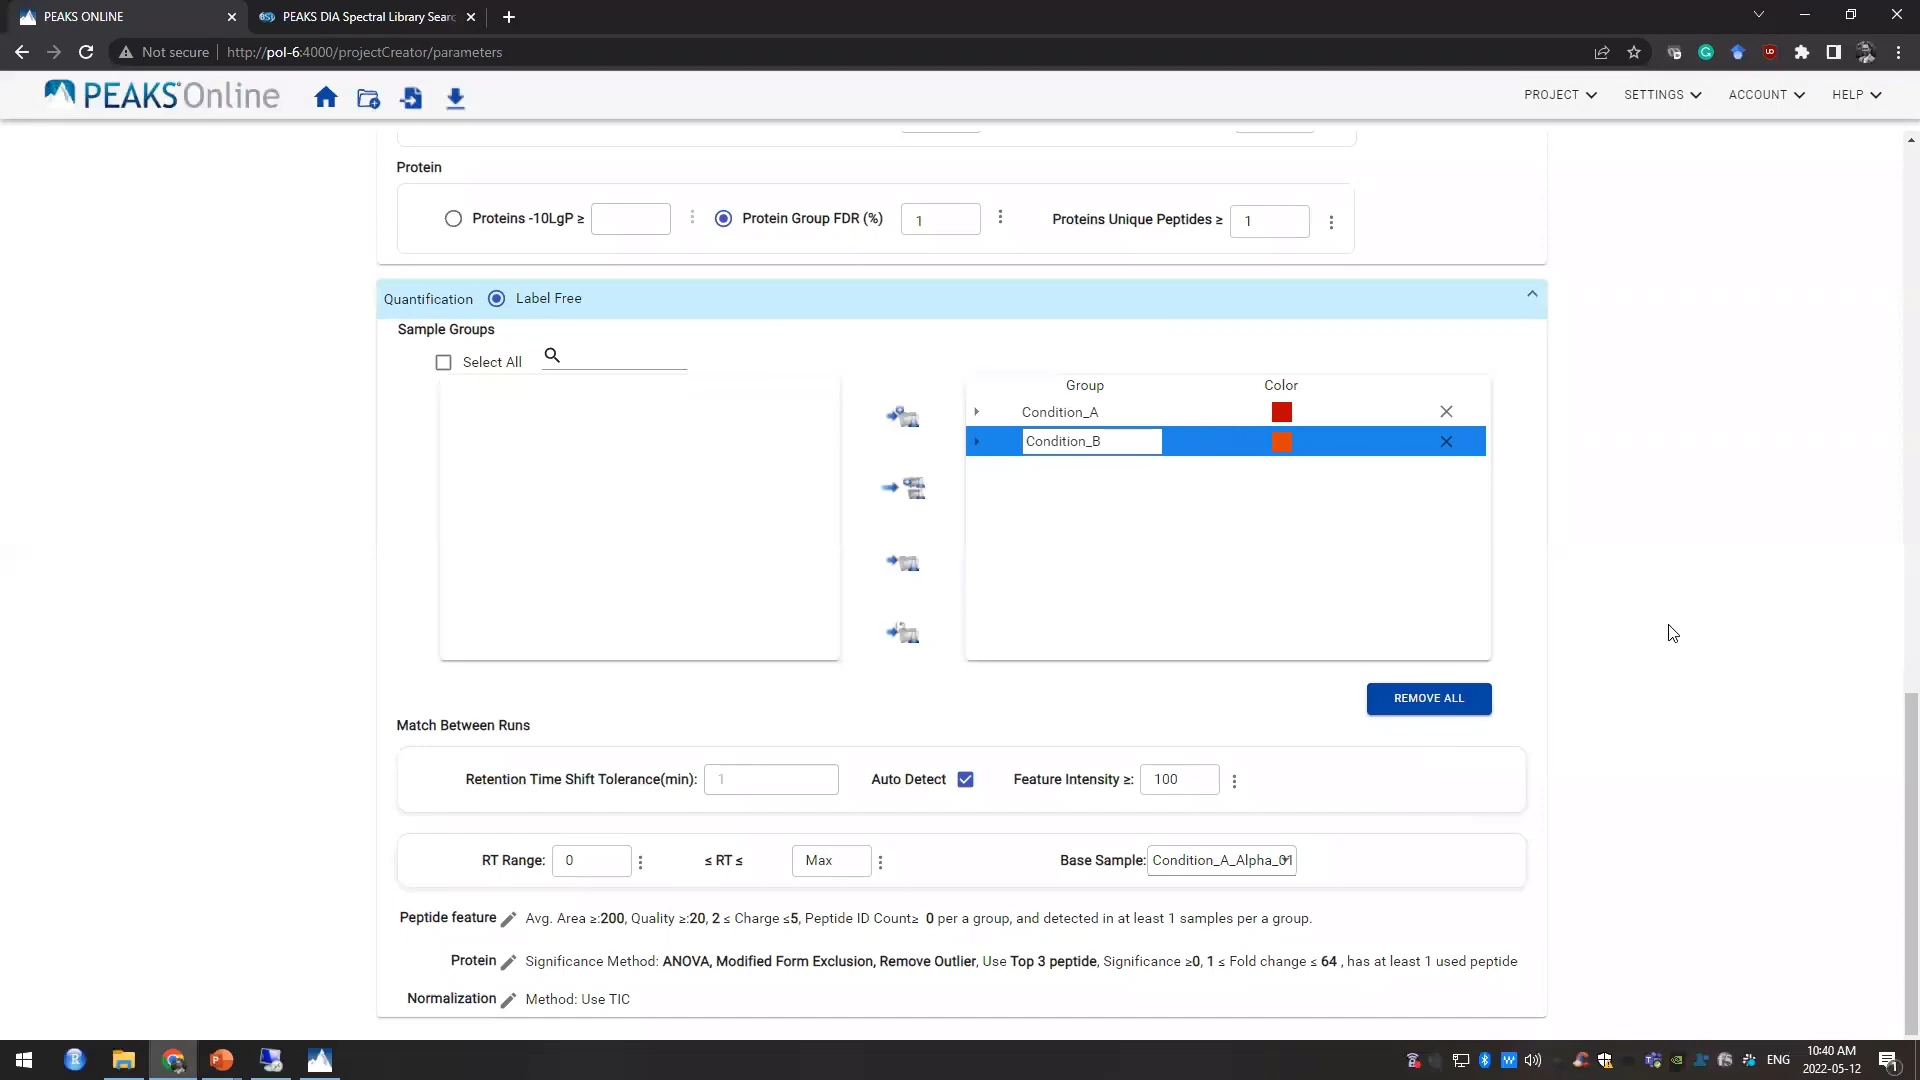 PEAKS ONLINE
PEAKS DIA Spectral Library Searc
Not secure
http://pol-6:4000/projectCreator/parameters
PEAKS Online
PROJECT
SETTINGS
ACCOUNT
HELP
Protein
Proteins -10LgP ≥
Protein Group FDR (%) 1
Proteins Unique Peptides ≥ 1
Quantification Label Free
Sample Groups
Select All
Group Color
Condition_A
Condition_B
REMOVE ALL
Match Between Runs
Retention Time Shift Tolerance(min): 1 Auto Detect Feature Intensity ≥: 100
RT Range: 0 ≤ RT ≤ Max Base Sample: Condition_A_Alpha_01
Peptide feature Avg. Area ≥:200, Quality ≥:20, 2 ≤ Charge ≤5, Peptide ID Count≥ 0 per a group, and detected in at least 1 samples per a group.
Protein Significance Method: ANOVA, Modified Form Exclusion, Remove Outlier, Use Top 3 peptide, Significance ≥0, 1 ≤ Fold change ≤ 64 , has at least 1 used peptide
Normalization Method: Use TIC
ENG
10:40 AM
2022-05-12
1